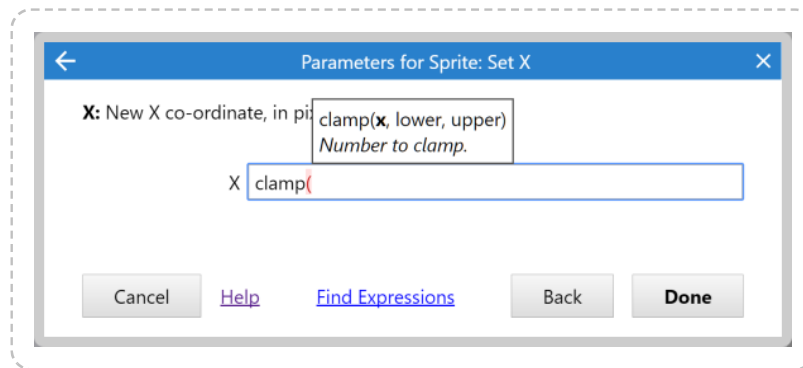 Parameters for Sprite: Set X
X: New X co-ordinate, in pi
clamp(x, lower, upper)
Number to clamp.
X clamp(
Cancel Help Find Expressions Back Done